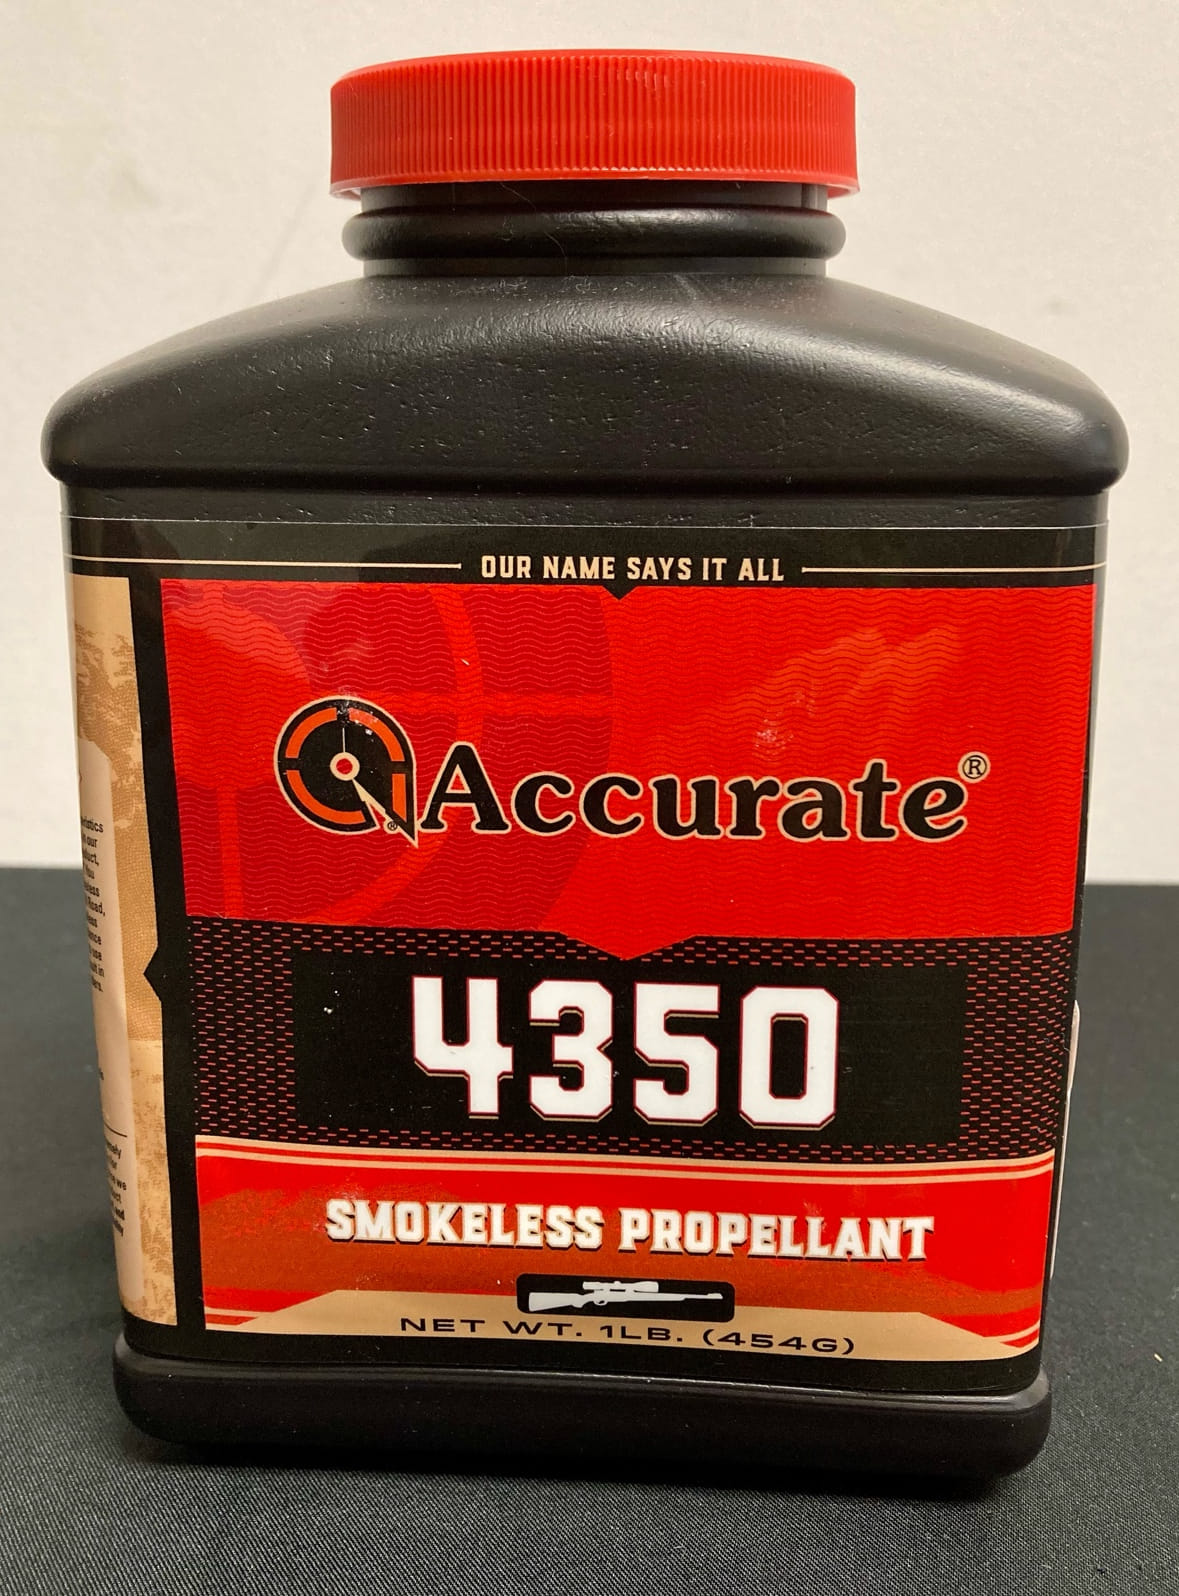 OUR NAME SAYS IT ALL
Accurate®
4350
SMOKELESS PROPELLANT
NET WT. 1LB. (454G)